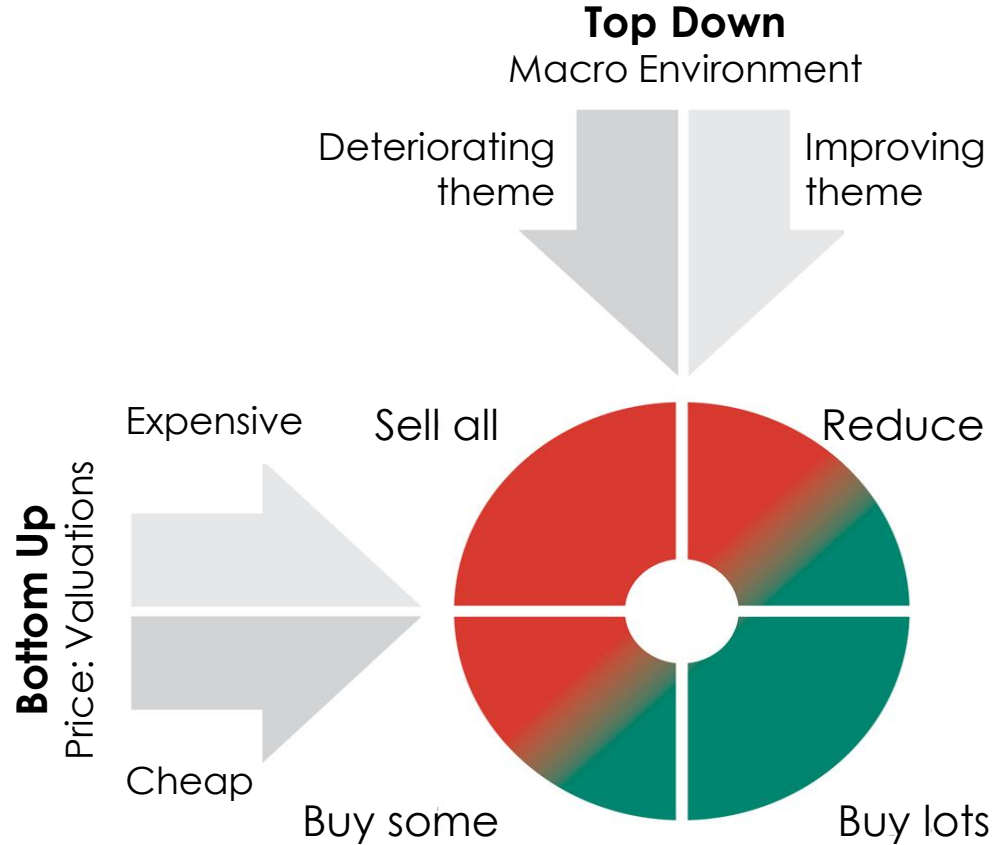 Top Down
Macro Environment
Deteriorating
theme
Improving
theme
Expensive
Sell all
Reduce
Bottom Up
Price: Valuations
Cheap
Buy some
Buy lots